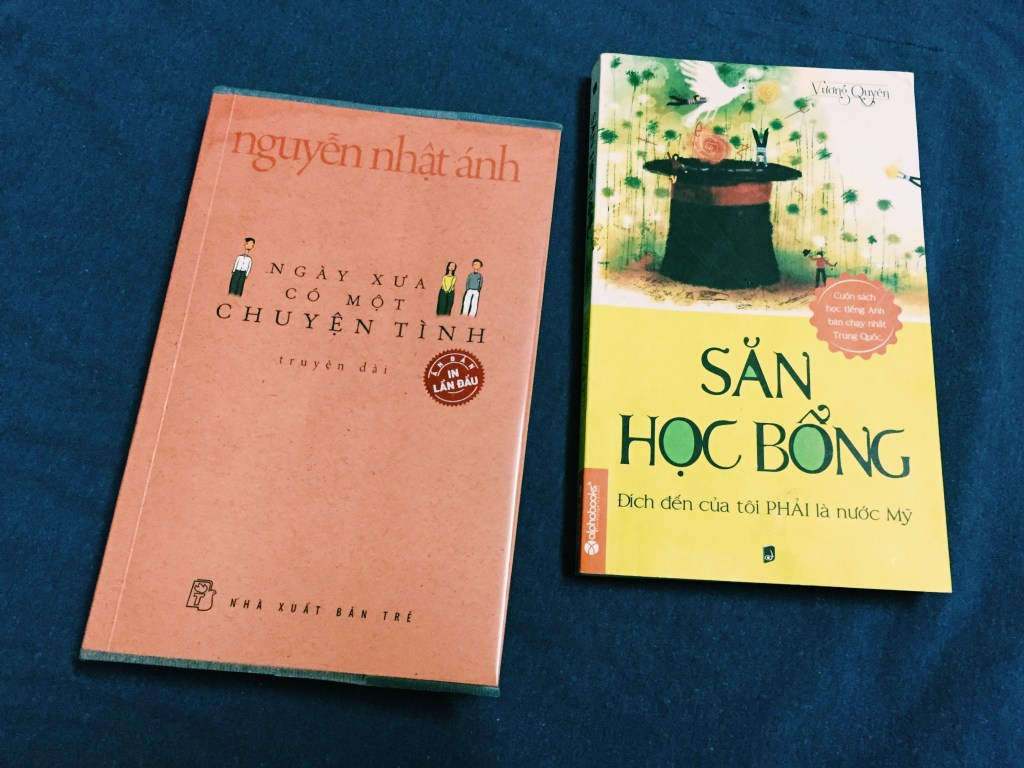 nguyễn nhật ánh
NGÀY XƯA
CÓ MỘT
CHUYỆN TÌNH
truyện dài
ẤN BẢN
IN
LẦN ĐẦU
NHÀ XUẤT BẢN TRẺ
Vương Quyên
Cuốn sách
học tiếng Anh
bán chạy nhất
Trung Quốc
SĂN
HỌC BỔNG
Đích đến của tôi PHẢI là nước Mỹ
alphabooks